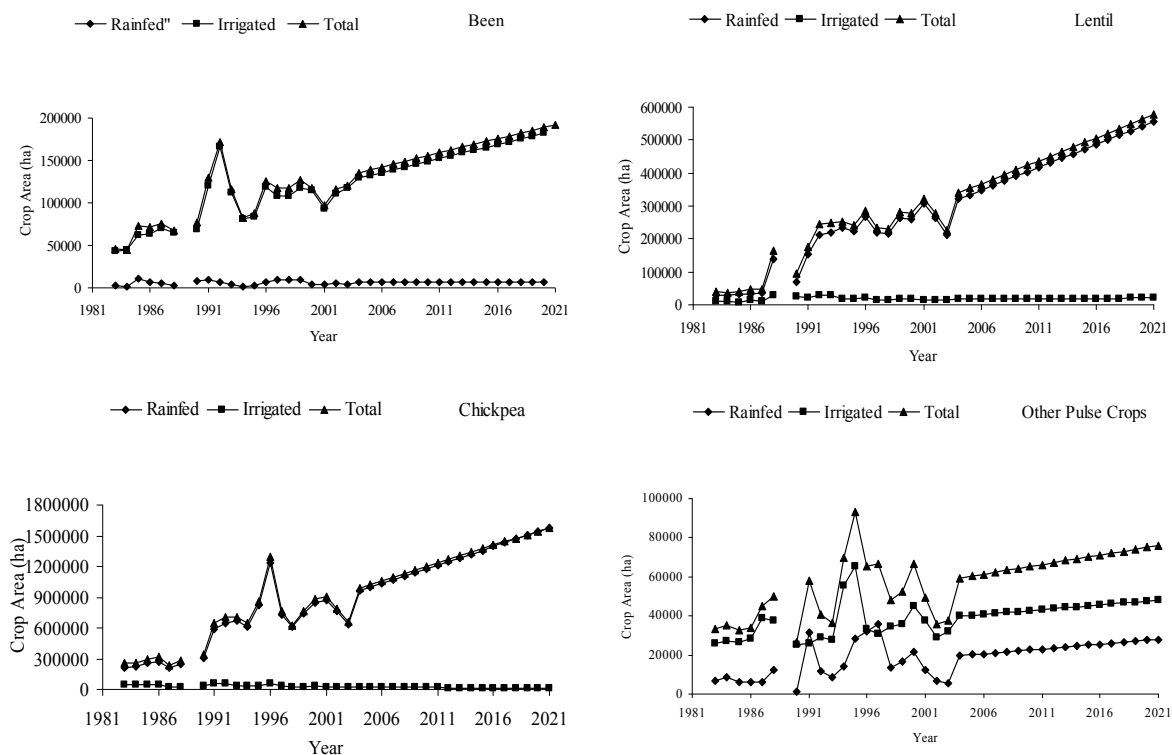 Rainfed" Irrigated Total Been
Crop Area (ha)
200000
150000
100000
50000
0
1981 1986 1991 1996 2001 2006 2011 2016 2021
Year
Rainfed Irrigated Total Lentil
Crop Area (ha)
600000
500000
400000
300000
200000
100000
0
1981 1986 1991 1996 2001 2006 2011 2016 2021
Year
Rainfed Irrigated Total Chickpea
Crop Area (ha)
1800000
1500000
1200000
900000
600000
300000
0
1981 1986 1991 1996 2001 2006 2011 2016 2021
Year
Rainfed Irrigated Total Other Pulse Crops
Crop Area (ha)
100000
80000
60000
40000
20000
0
1981 1986 1991 1996 2001 2006 2011 2016 2021
Year